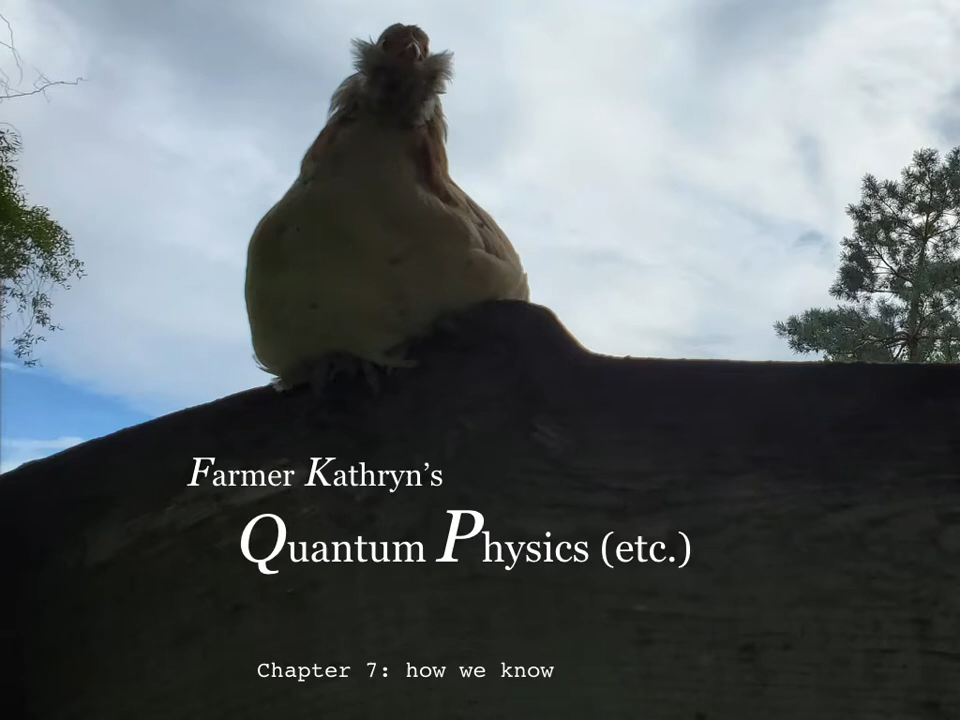 Farmer Kathryn’s
Quantum Physics (etc.)
Chapter 7: how we know